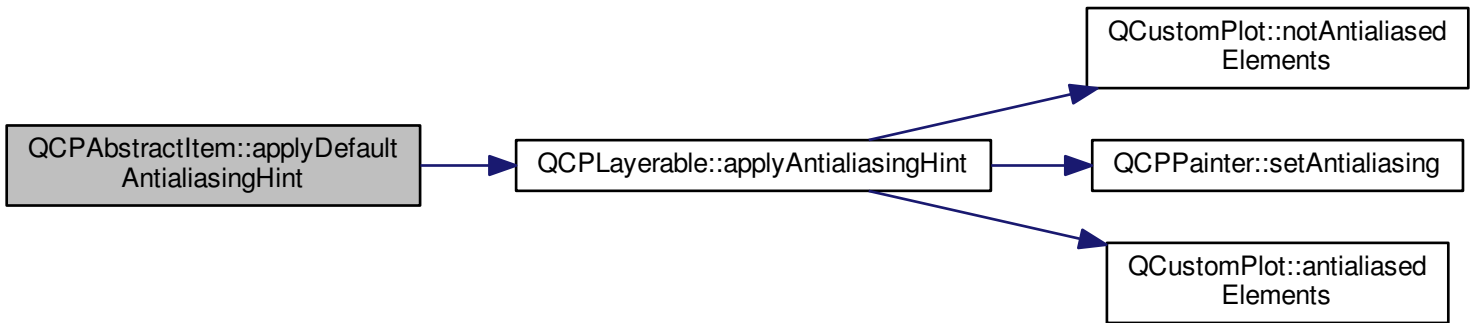 QCPAbstractItem::applyDefault
AntialiasingHint
QCPLayerable::applyAntialiasingHint
QCustomPlot::notAntialiased
Elements
QCPPainter::setAntialiasing
QCustomPlot::antialiased
Elements